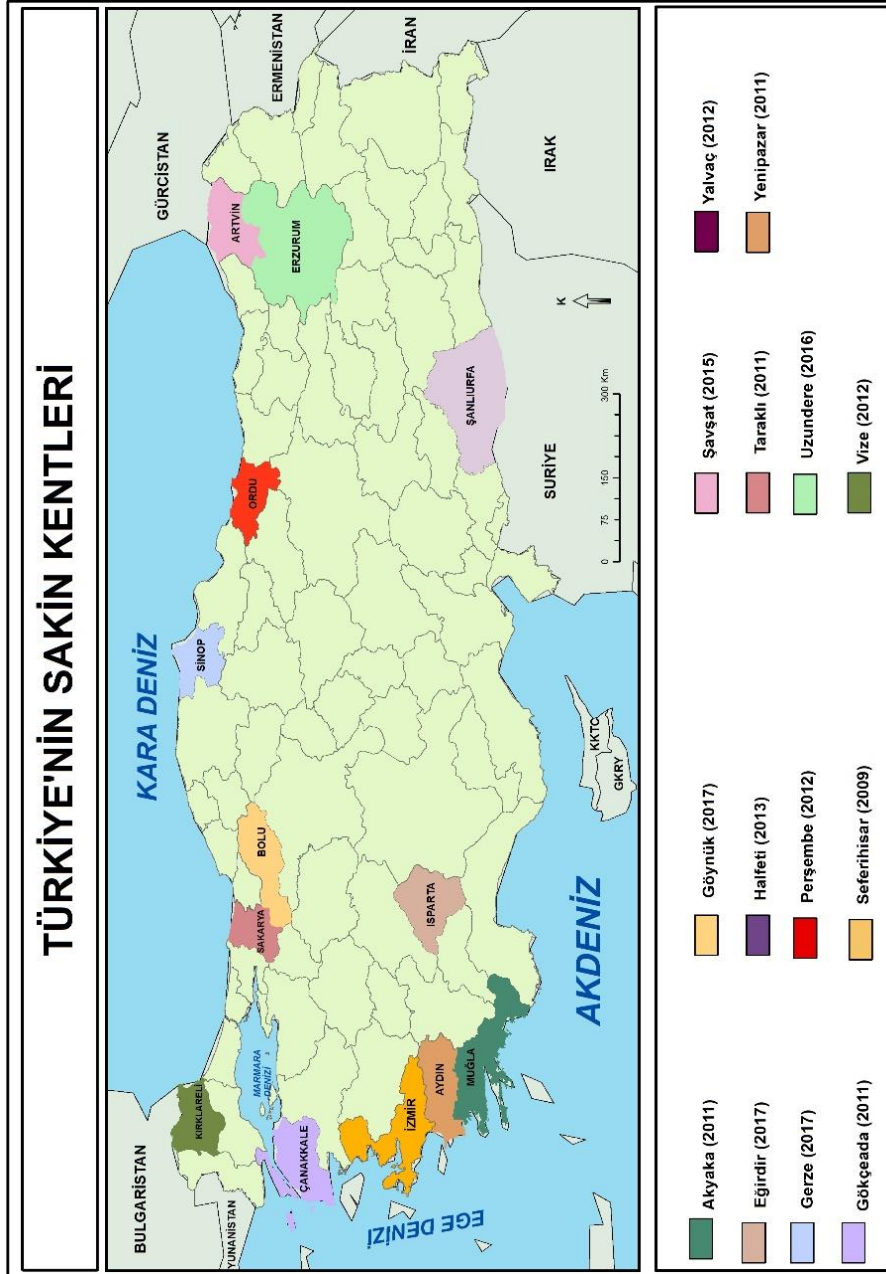 TÜRKİYE'NİN SAKİN KENTLERİ
BULGARİSTAN
YUNANİSTAN
KIRKLARELİ
KARA DENİZ
GÜRCİSTAN
ERMENİSTAN
İRAN
MARMARA
DENİZİ
ÇANAKKALE
SAKARYA
BOLU
SİNOP
ORDU
ARTVİN
ERZURUM
EGE DENİZİ
İZMİR
AYDIN
MUĞLA
ISPARTA
ŞANLIURFA
AKDENİZ
KKTC
GKRY
SURİYE
IRAK
K
0 75 150 300 Km
Akyaka (2011)
Eğirdir (2017)
Gerze (2017)
Gökçeada (2011)
Göynük (2017)
Halfeti (2013)
Perşembe (2012)
Seferihisar (2009)
Şavşat (2015)
Taraklı (2011)
Uzundere (2016)
Vize (2012)
Yalvaç (2012)
Yenipazar (2011)